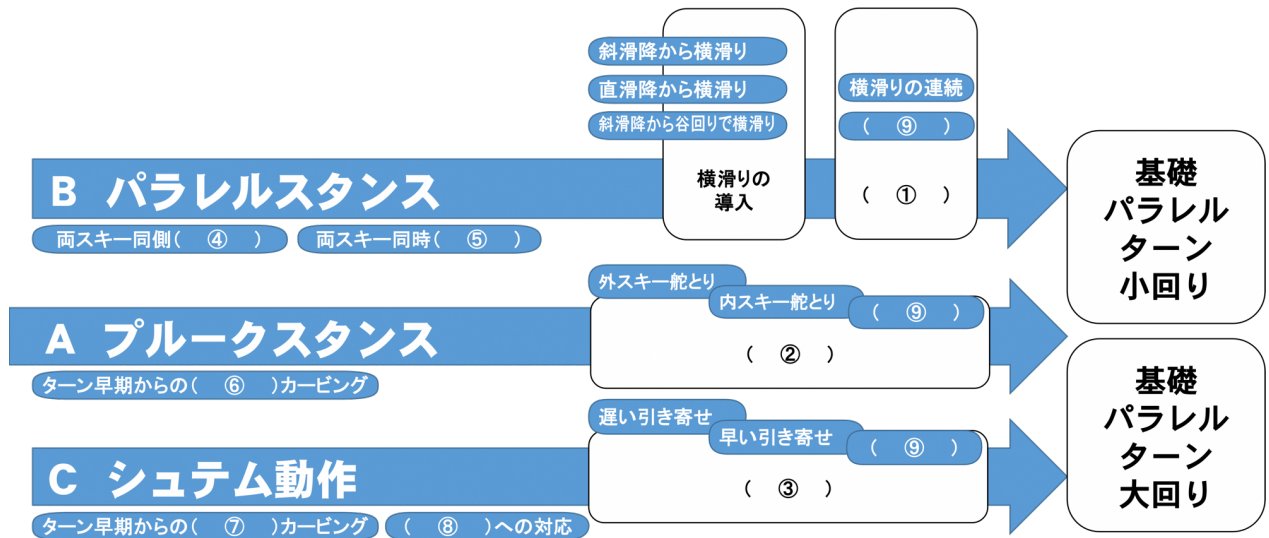 斜滑降から横滑り
直滑降から横滑り
斜滑降から谷回りで横滑り
横滑りの
導入
横滑りの連続
( ⑨ )
( ① )
B パラレルスタンス
両スキー同側( ④ )
両スキー同時( ⑤ )
基礎
パラレル
ターン
小回り
外スキー舵とり
内スキー舵とり
( ⑨ )
( ② )
A プルークスタンス
ターン早期からの( ⑥ )カービング
基礎
パラレル
ターン
大回り
遅い引き寄せ
早い引き寄せ
( ⑨ )
( ③ )
C シュテム動作
ターン早期からの( ⑦ )カービング
( ⑧ )への対応